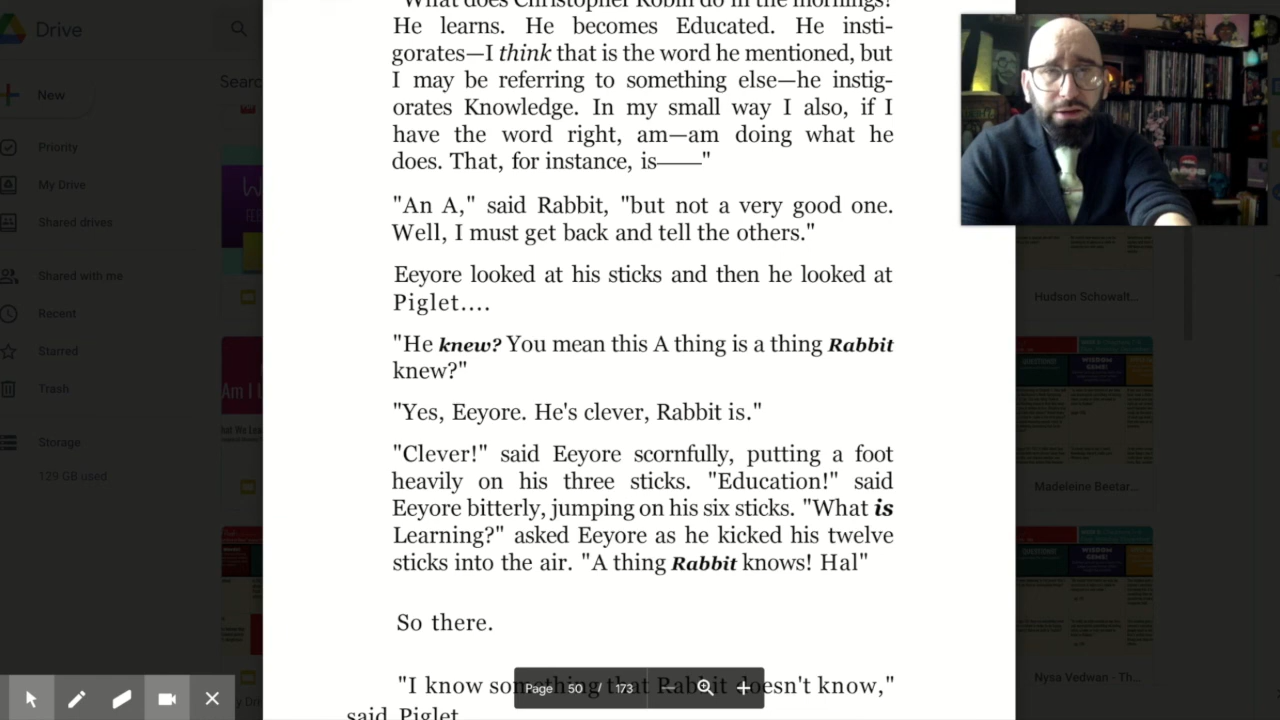 "What does Christopher Robin do in the mornings?
He learns. He becomes Educated. He insti-
gorates—I think that is the word he mentioned, but
I may be referring to something else—he instig-
orates Knowledge. In my small way I also, if I
have the word right, am—am doing what he
does. That, for instance, is——"
"An A," said Rabbit, "but not a very good one.
Well, I must get back and tell the others."
Eeyore looked at his sticks and then he looked at
Piglet....
"He knew? You mean this A thing is a thing Rabbit
knew?"
"Yes, Eeyore. He's clever, Rabbit is."
"Clever!" said Eeyore scornfully, putting a foot
heavily on his three sticks. "Education!" said
Eeyore bitterly, jumping on his six sticks. "What is
Learning?" asked Eeyore as he kicked his twelve
sticks into the air. "A thing Rabbit knows! Hal"
So there.
"I know something that Rabbit doesn't know,"
said Piglet
Page 50 / 173
Drive
Searc
New
Priority
My Drive
Shared drives
Shared with me
Recent
Starred
Trash
Storage
129 GB used
Am I
Hudson Schowalt...
QUESTIONS!
WISDOM
GEMS!
Madeleine Beetar...
WISDOM
GEMS!
Nysa Vedwan - Th...